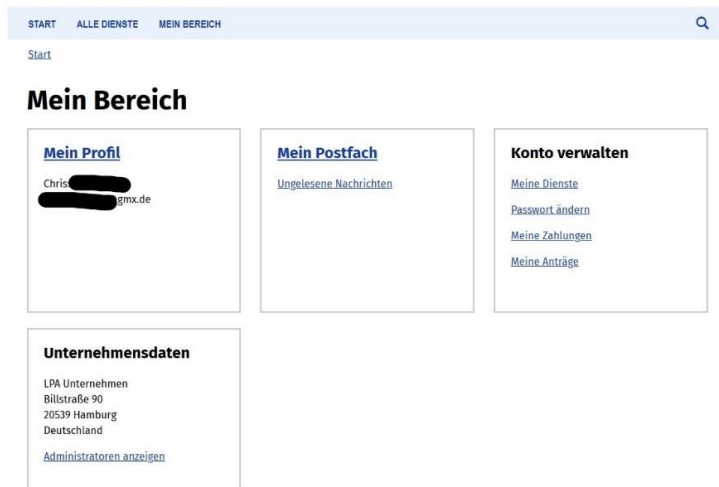 START ALLE DIENSTE MEIN BEREICH
Start
Mein Bereich
Mein Profil
Chris
gmx.de
Mein Postfach
Ungelesene Nachrichten
Konto verwalten
Meine Dienste
Passwort ändern
Meine Zahlungen
Meine Anträge
Unternehmensdaten
LPA Unternehmen
Billstraße 90
20539 Hamburg
Deutschland
Administratoren anzeigen